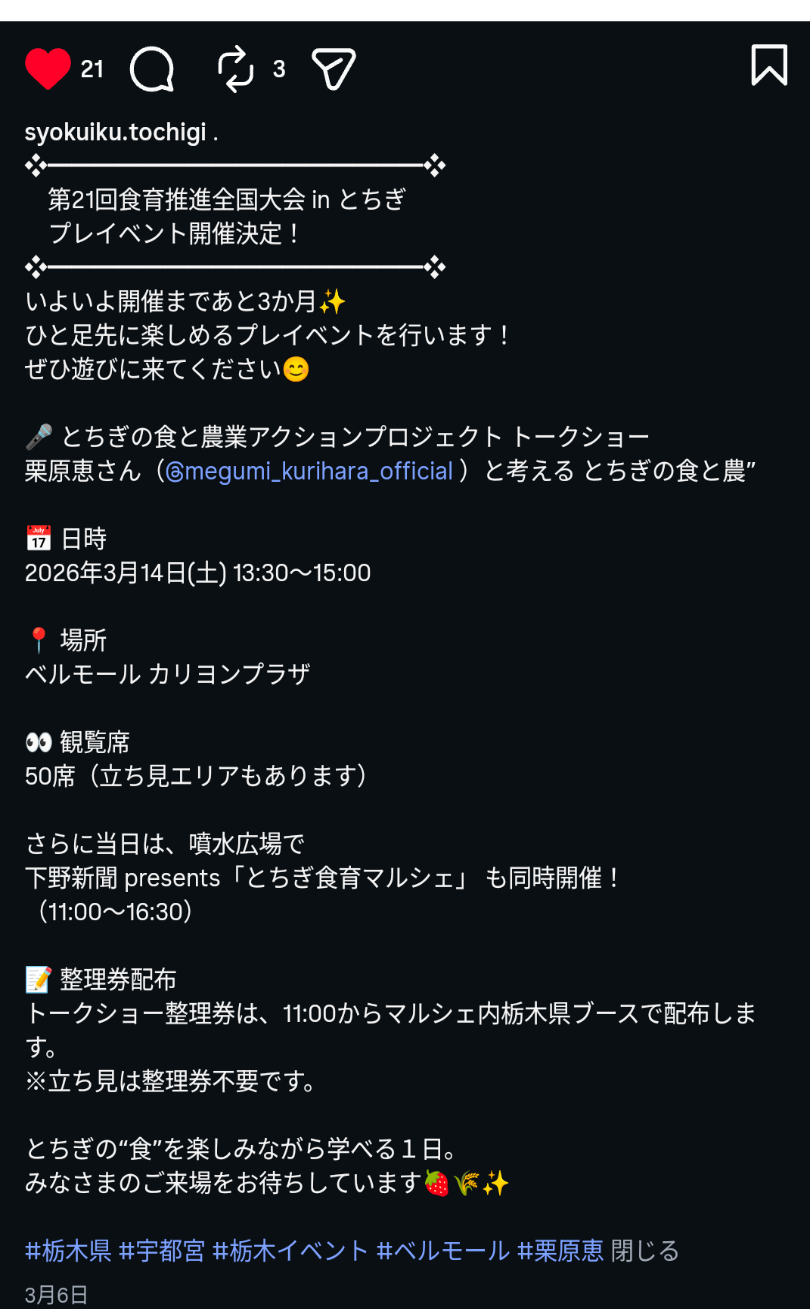 21 3
syokuiku.tochigi .
❖━━━━━━━━━━━━━━━━❖
第21回食育推進全国大会 in とちぎ
プレイベント開催決定！
❖━━━━━━━━━━━━━━━━❖
いよいよ開催まであと3か月✨
ひと足先に楽しめるプレイベントを行います！
ぜひ遊びに来てください😊
🎤 とちぎの食と農業アクションプロジェクト トークショー
栗原恵さん（@megumi_kurihara_official ）と考える とちぎの食と農”
📅 日時
2026年3月14日(土) 13:30〜15:00
📍 場所
ベルモール カリヨンプラザ
👀 観覧席
50席（立ち見エリアもあります）
さらに当日は、噴水広場で
下野新聞 presents「とちぎ食育マルシェ」 も同時開催！
（11:00〜16:30）
📝 整理券配布
トークショー整理券は、11:00からマルシェ内栃木県ブースで配布しま
す。
※立ち見は整理券不要です。
とちぎの“食”を楽しみながら学べる１日。
みなさまのご来場をお待ちしています🍓🌾✨
#栃木県 #宇都宮 #栃木イベント #ベルモール #栗原恵 閉じる
3月6日